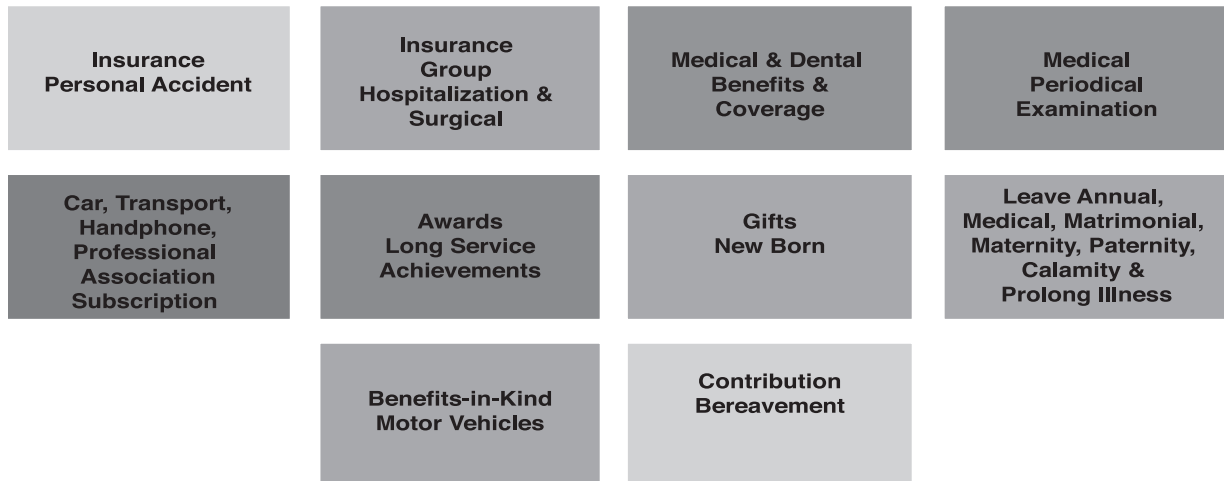 Insurance
Personal Accident
Insurance
Group
Hospitalization &
Surgical
Medical & Dental
Benefits &
Coverage
Medical
Periodical
Examination
Car, Transport,
Handphone,
Professional
Association
Subscription
Awards
Long Service
Achievements
Gifts
New Born
Leave Annual,
Medical, Matrimonial,
Maternity, Paternity,
Calamity &
Prolong Illness
Benefits-in-Kind
Motor Vehicles
Contribution
Bereavement